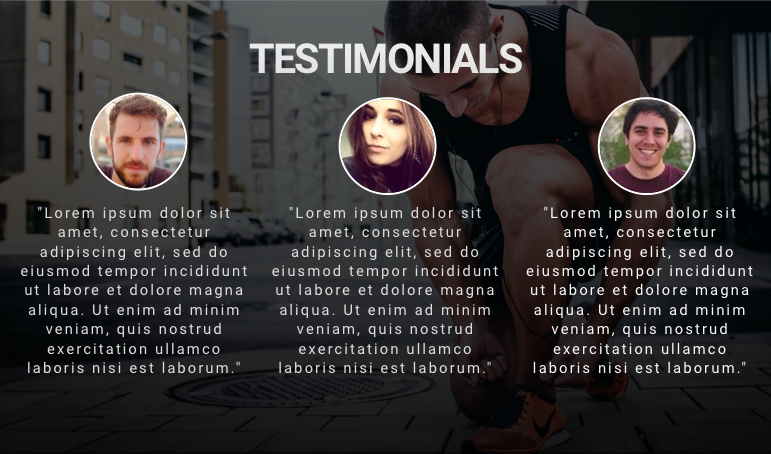 TESTIMONIALS
"Lorem ipsum dolor sit
amet, consectetur
adipiscing elit, sed do
eiusmod tempor incididunt
ut labore et dolore magna
aliqua. Ut enim ad minim
veniam, quis nostrud
exercitation ullamco
laboris nisi est laborum."
"Lorem ipsum dolor sit
amet, consectetur
adipiscing elit, sed do
eiusmod tempor incididunt
ut labore et dolore magna
aliqua. Ut enim ad minim
veniam, quis nostrud
exercitation ullamco
laboris nisi est laborum."
"Lorem ipsum dolor sit
amet, consectetur
adipiscing elit, sed do
eiusmod tempor incididunt
ut labore et dolore magna
aliqua. Ut enim ad minim
veniam, quis nostrud
exercitation ullamco
laboris nisi est laborum."